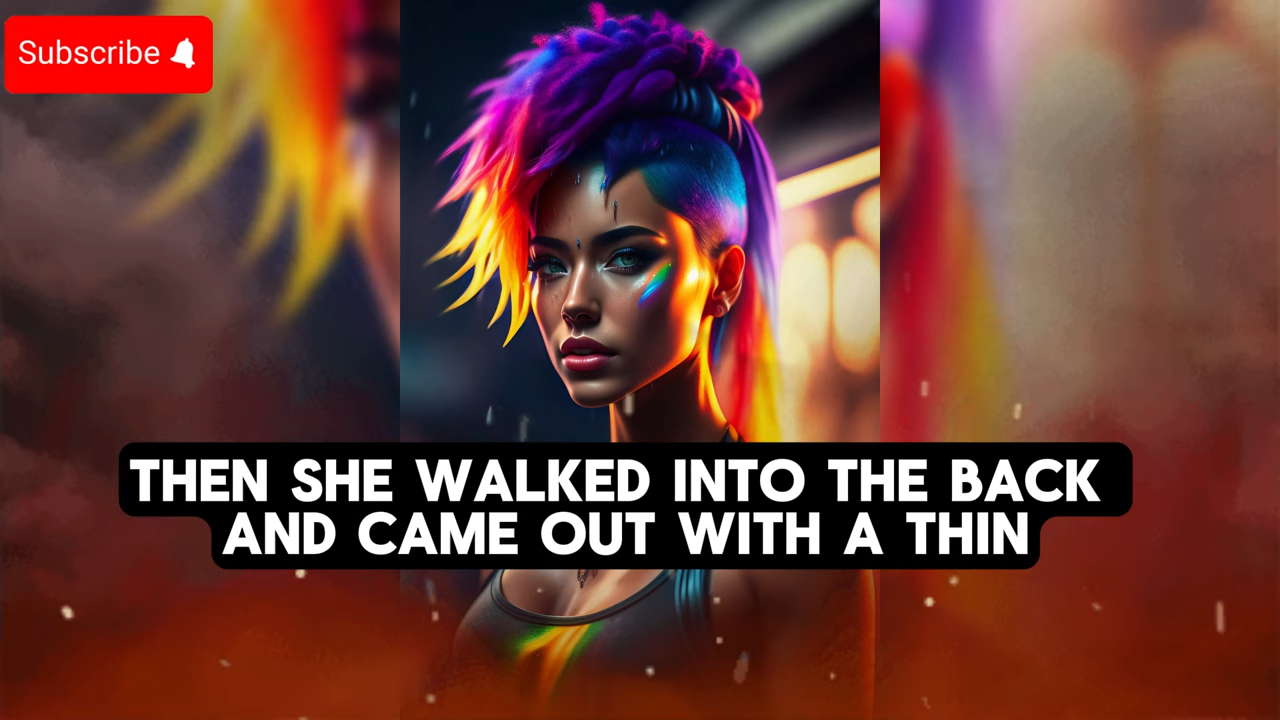 Subscribe
THEN SHE WALKED INTO THE BACK
AND CAME OUT WITH A THIN